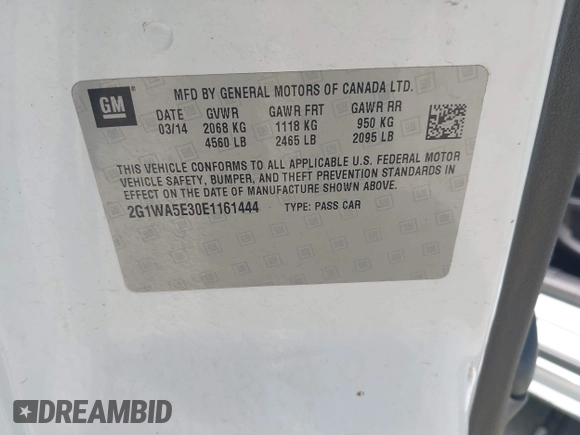 GM
MFD BY GENERAL MOTORS OF CANADA LTD.
DATE GVWR GAWR FRT GAWR RR
03/14 2068 KG 1118 KG 950 KG
4560 LB 2465 LB 2095 LB
THIS VEHICLE CONFORMS TO ALL APPLICABLE U.S. FEDERAL MOTOR
VEHICLE SAFETY, BUMPER, AND THEFT PREVENTION STANDARDS IN
EFFECT ON THE DATE OF MANUFACTURE SHOWN ABOVE.
2G1WA5E30E1161444 TYPE: PASS CAR
DREAMBID